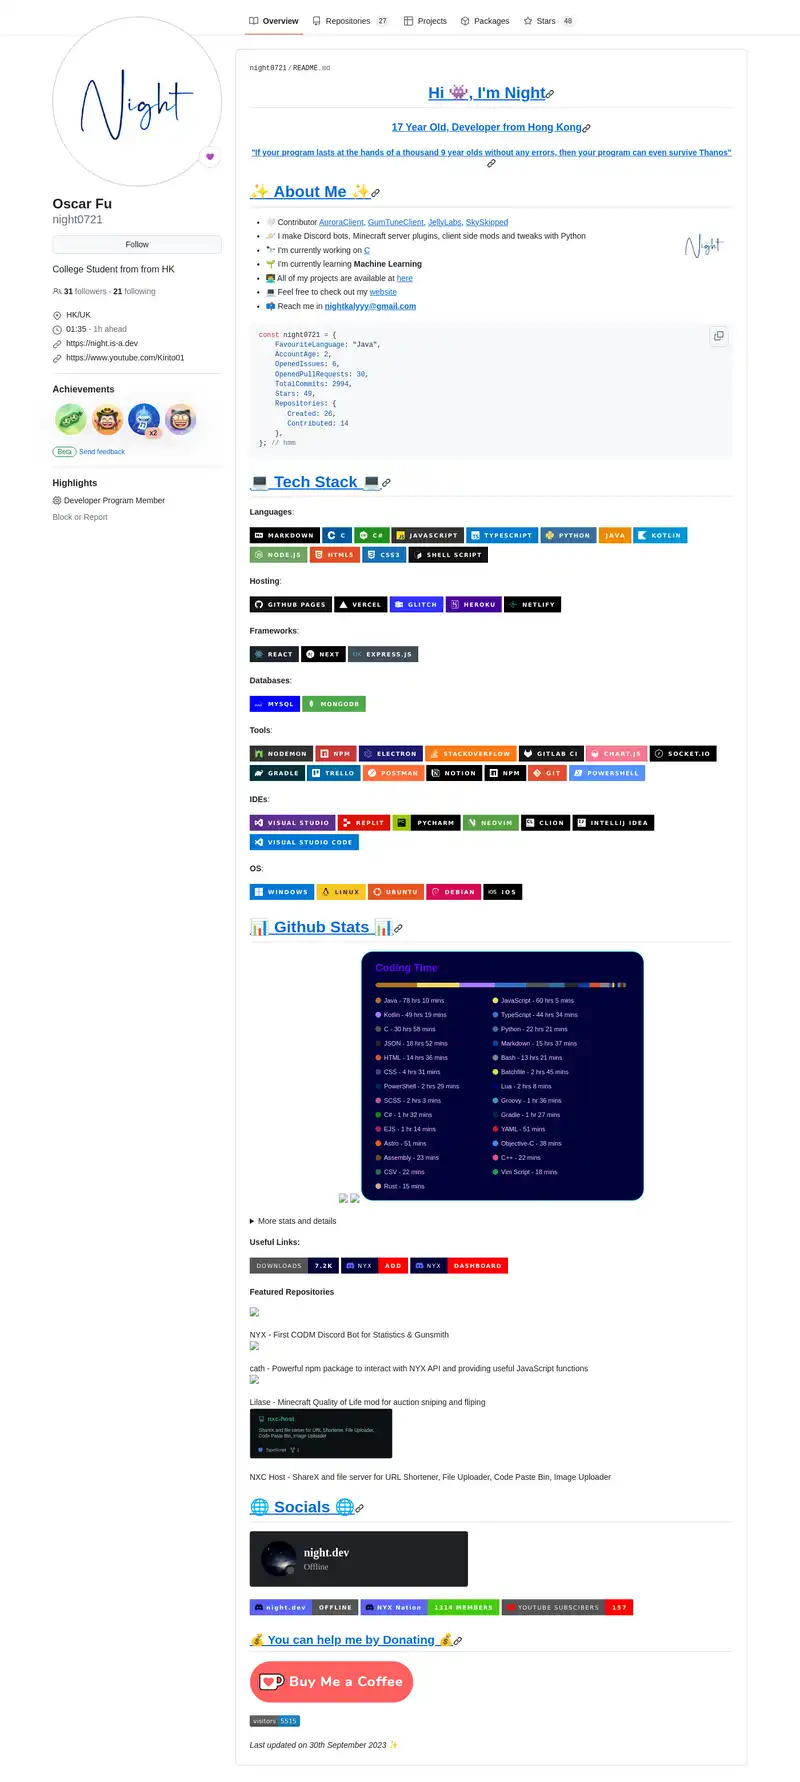 Overview
Repositories 27
Projects
Packages
Stars 48
Night
Oscar Fu
night0721
Follow
College Student from from HK
31 followers · 21 following
HK/UK
01:35 - 1h ahead
https://night.is-a.dev
https://www.youtube.com/Kirito01
Achievements
x2
Beta Send feedback
Highlights
Developer Program Member
Block or Report
night0721/README.md
Hi 👾, I'm Night
17 Year Old, Developer from Hong Kong
"If your program lasts at the hands of a thousand 9 year olds without any errors, then your program can even survive Thanos"
✨ About Me ✨
Contributor AuroraClient, GumTuneClient, JellyLabs, SkySkipped
I make Discord bots, Minecraft server plugins, client side mods and tweaks with Python
I'm currently working on C
I'm currently learning Machine Learning
All of my projects are available at here
Feel free to check out my website
Reach me in nightkalyyy@gmail.com
Night
const night0721 = {
FavouriteLanguage: "Java",
AccountAge: 2,
OpenedIssues: 6,
OpenedPullRequests: 30,
TotalCommits: 2994,
Stars: 49,
Repositories: {
Created: 26,
Contributed: 14
},
}; // hmm
💻 Tech Stack 💻
Languages:
MARKDOWN C C# JAVASCRIPT TYPESCRIPT PYTHON JAVA KOTLIN
NODE.JS HTML5 CSS3 SHELL SCRIPT
Hosting:
GITHUB PAGES VERCEL GLITCH HEROKU NETLIFY
Frameworks:
REACT NEXT EXPRESS.JS
Databases:
MYSQL MONGODB
Tools:
NODEMON NPM ELECTRON STACKOVERFLOW GITLAB CI CHART.JS SOCKET.IO
GRADLE TRELLO POSTMAN NOTION NPM GIT POWERSHELL
IDEs:
VISUAL STUDIO REPLIT PYCHARM NEOVIM CLION INTELLIJ IDEA
VISUAL STUDIO CODE
OS:
WINDOWS LINUX UBUNTU DEBIAN IOS IOS
📊 Github Stats 📊
Coding Time
Java - 78 hrs 10 mins JavaScript - 60 hrs 5 mins
Kotlin - 49 hrs 19 mins TypeScript - 44 hrs 34 mins
C - 30 hrs 58 mins Python - 22 hrs 21 mins
JSON - 18 hrs 52 mins Markdown - 15 hrs 37 mins
HTML - 14 hrs 36 mins Bash - 13 hrs 21 mins
CSS - 4 hrs 31 mins Batchfile - 2 hrs 45 mins
PowerShell - 2 hrs 29 mins Lua - 2 hrs 8 mins
SCSS - 2 hrs 3 mins Groovy - 1 hr 36 mins
C# - 1 hr 32 mins Gradle - 1 hr 27 mins
EJS - 1 hr 14 mins YAML - 51 mins
Astro - 51 mins Objective-C - 38 mins
Assembly - 23 mins C++ - 22 mins
CSV - 22 mins Vim Script - 18 mins
Rust - 15 mins
More stats and details
Useful Links:
DOWNLOADS 7.2K NYX ADD NYX DASHBOARD
Featured Repositories
NYX - First CODM Discord Bot for Statistics & Gunsmith
cath - Powerful npm package to interact with NYX API and providing useful JavaScript functions
Lilase - Minecraft Quality of Life mod for auction sniping and fliping
nxc-host
ShareX and file server for URL Shortener, File Uploader,
Code Paste Bin, Image Uploader
TypeScript 1
NXC Host - ShareX and file server for URL Shortener, File Uploader, Code Paste Bin, Image Uploader
🌐 Socials 🌐
night.dev
Offline
night.dev OFFLINE NYX Nation 1314 MEMBERS YOUTUBE SUBSCIBERS 157
💰 You can help me by Donating 💰
Buy Me a Coffee
visitors 5515
Last updated on 30th September 2023 ✨